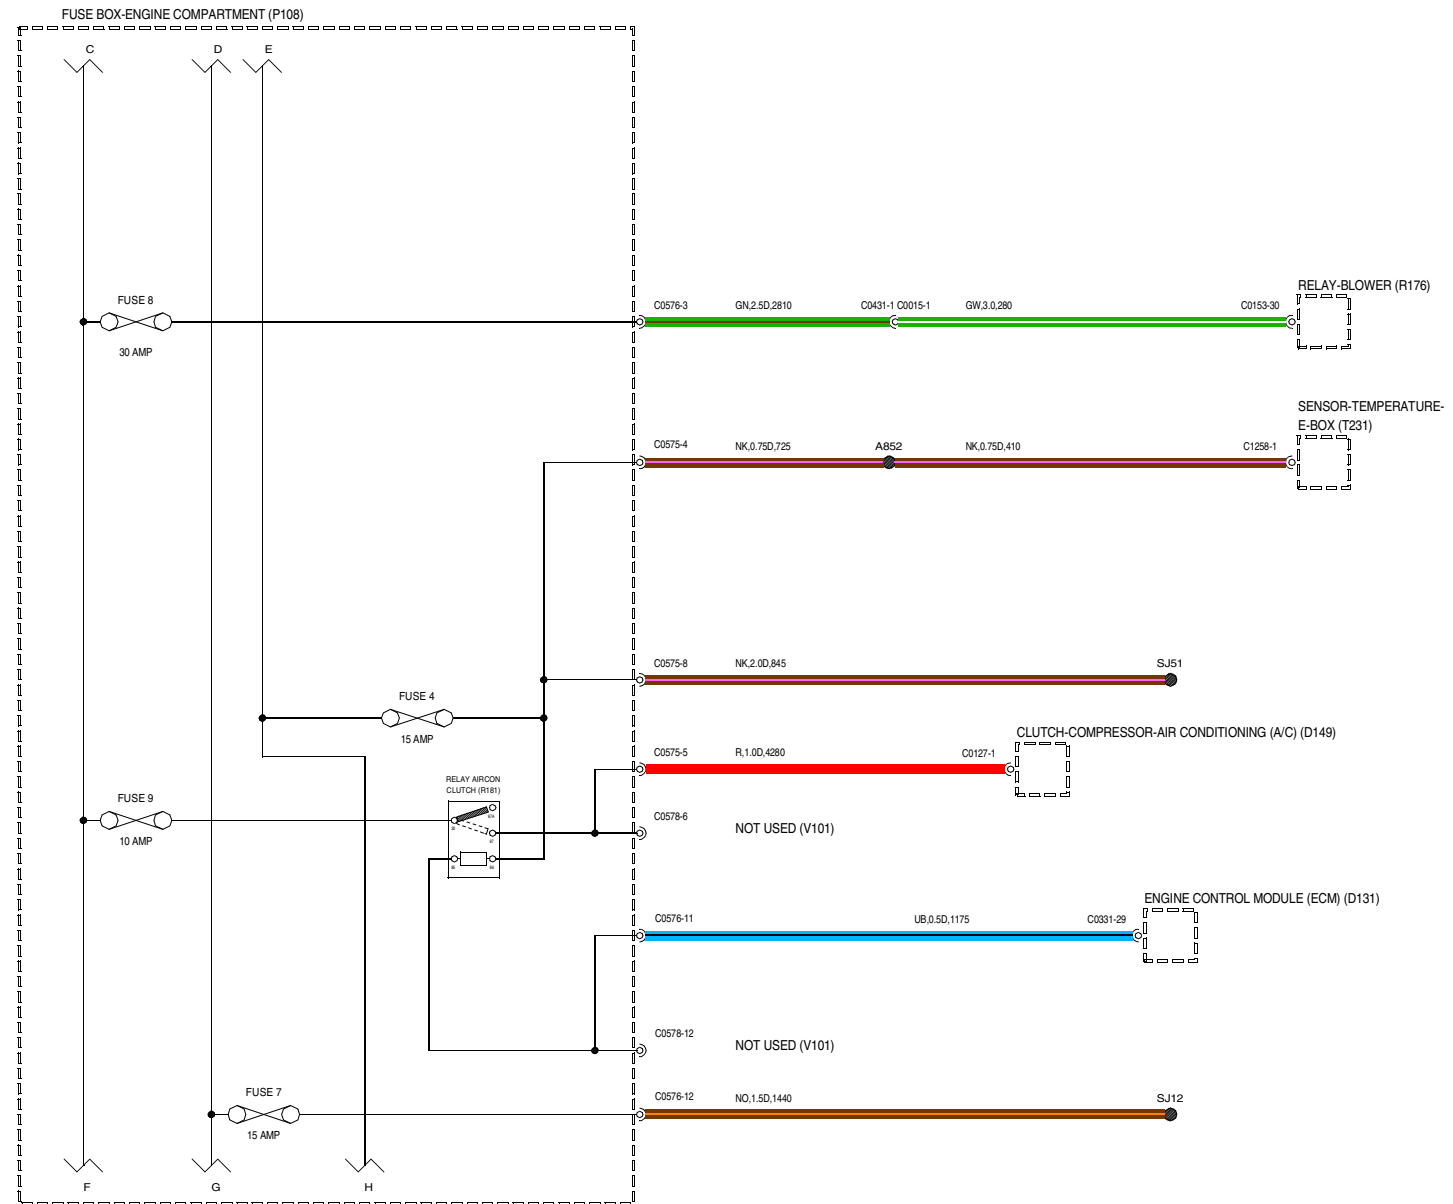 FUSE BOX-ENGINE COMPARTMENT (P108)
C
D
E
FUSE 8
30 AMP
C0576-3
GN,2.5D,2810
C0431-1 C0015-1
GW,3.0,280
C0153-30
RELAY-BLOWER (R176)
SENSOR-TEMPERATURE-
E-BOX (T231)
C0575-4
NK,0.75D,725
A852
NK,0.75D,410
C1258-1
C0575-8
NK,2.0D,845
SJ51
FUSE 4
15 AMP
CLUTCH-COMPRESSOR-AIR CONDITIONING (A/C) (D149)
C0575-5
R,1.0D,4280
C0127-1
RELAY AIRCON
CLUTCH (R181)
FUSE 9
10 AMP
87A
30
87
85
86
C0578-6
NOT USED (V101)
ENGINE CONTROL MODULE (ECM) (D131)
C0576-11
UB,0.5D,1175
C0331-29
C0578-12
NOT USED (V101)
FUSE 7
15 AMP
C0576-12
NO,1.5D,1440
SJ12
F
G
H